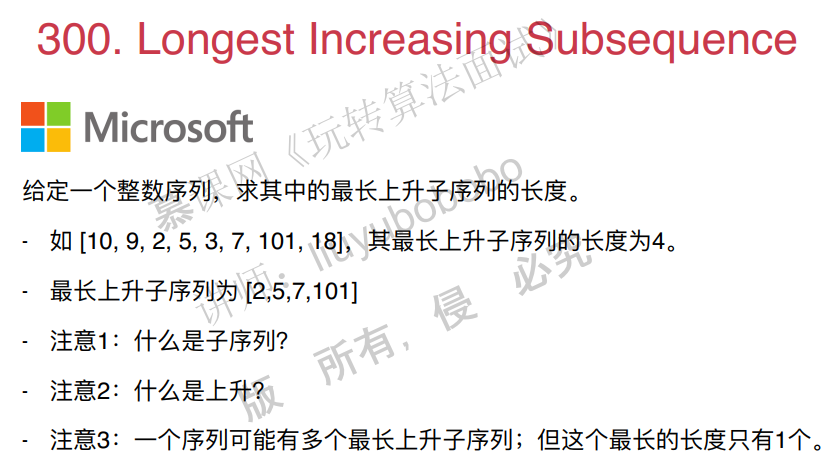 300. Longest Increasing Subsequence
Microsoft
给定一个整数序列，求其中的最长上升子序列的长度。
- 如 [10, 9, 2, 5, 3, 7, 101, 18]，其最长上升子序列的长度为4。
- 最长上升子序列为 [2,5,7,101]
- 注意1：什么是子序列？
- 注意2：什么是上升？
- 注意3：一个序列可能有多个最长上升子序列；但这个最长的长度只有1个。
慕课网《玩转算法面试》
讲师：liuyubobobo
版 所有，侵 必究